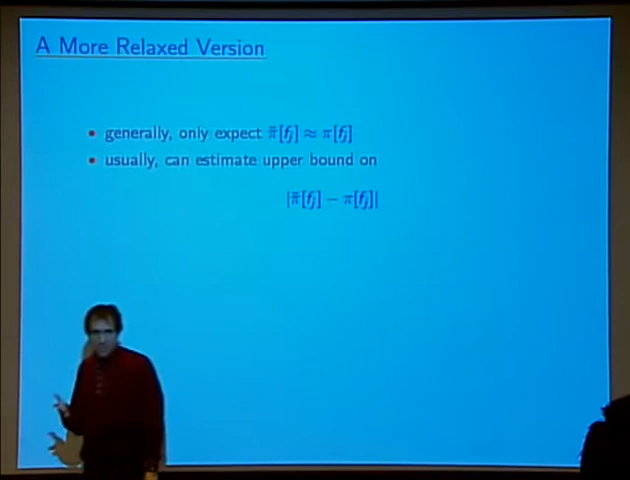 A More Relaxed Version
• generally, only expect π̃[fⱼ] ≈ π[fⱼ]
• usually, can estimate upper bound on
|π̃[fⱼ] − π[fⱼ]|